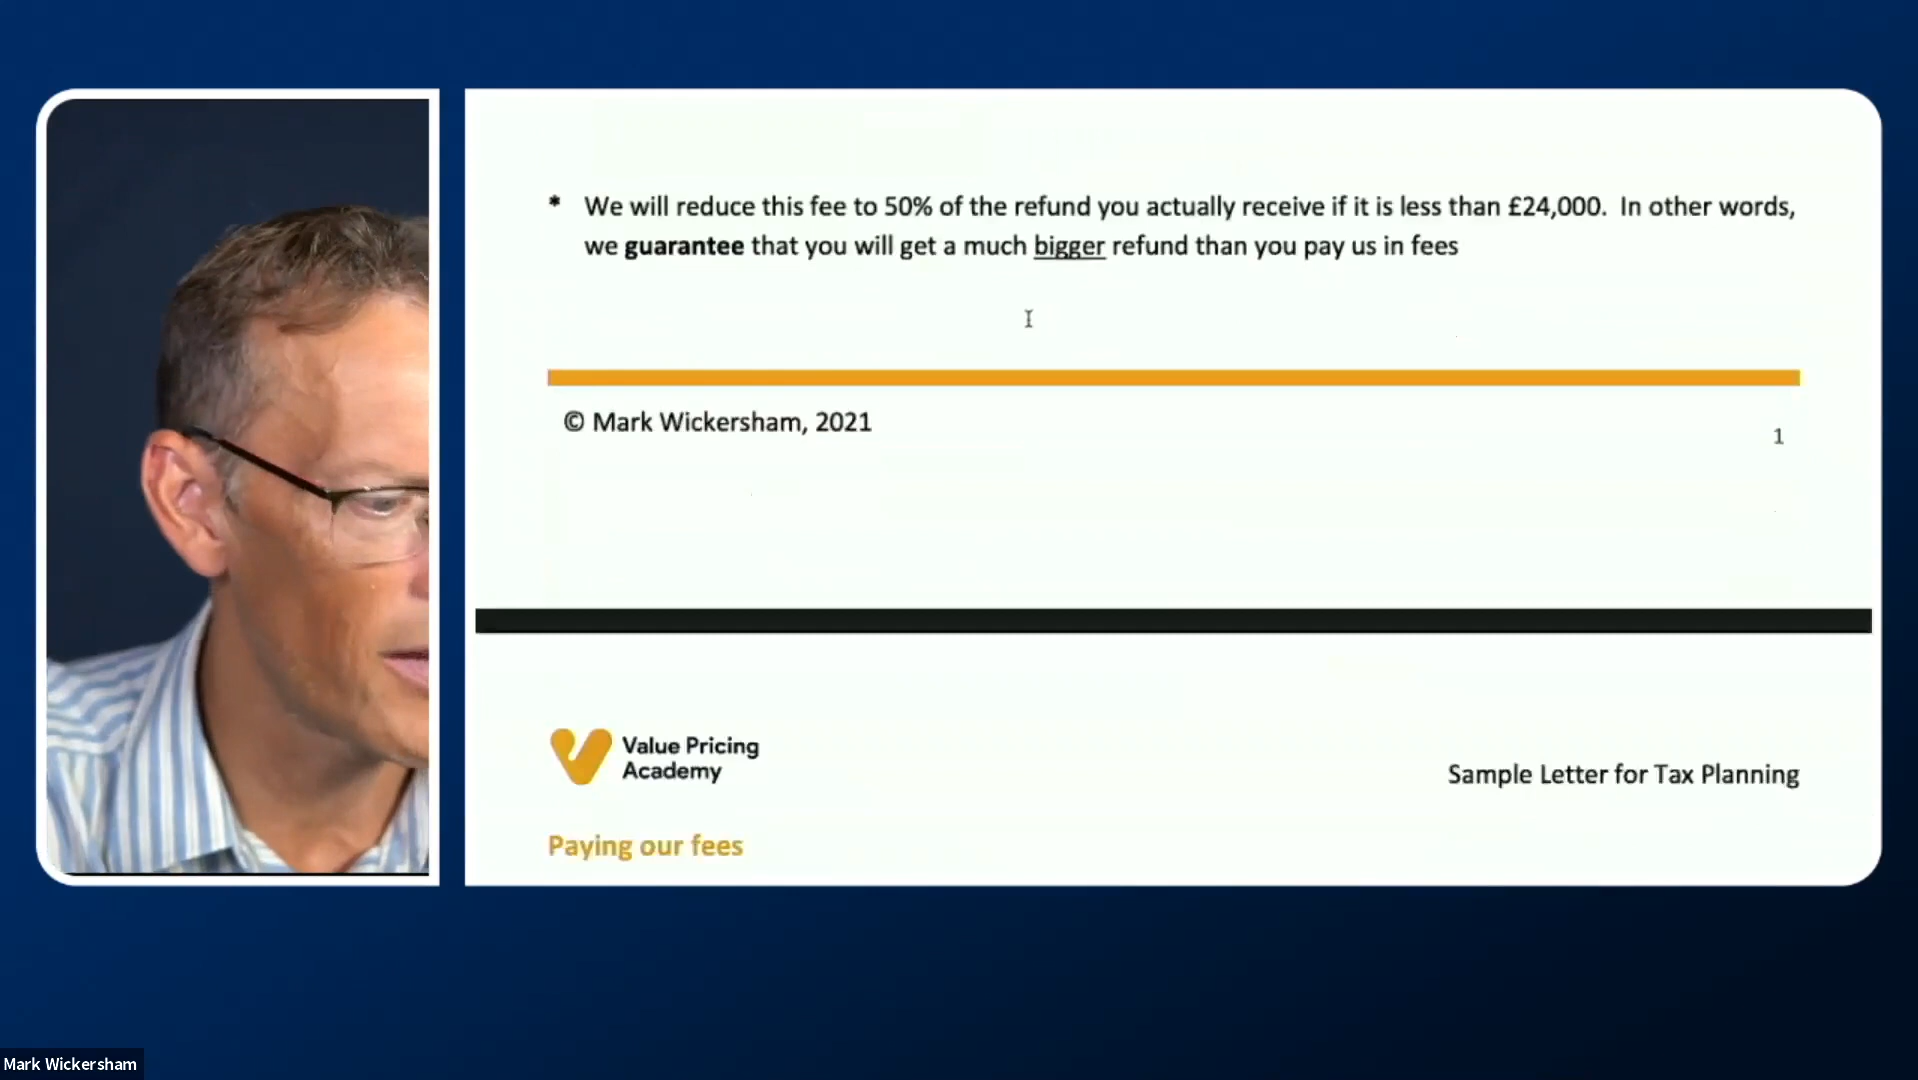 * We will reduce this fee to 50% of the refund you actually receive if it is less than £24,000. In other words,
we guarantee that you will get a much bigger refund than you pay us in fees
© Mark Wickersham, 2021
1
Value Pricing
Academy
Sample Letter for Tax Planning
Paying our fees
Mark Wickersham